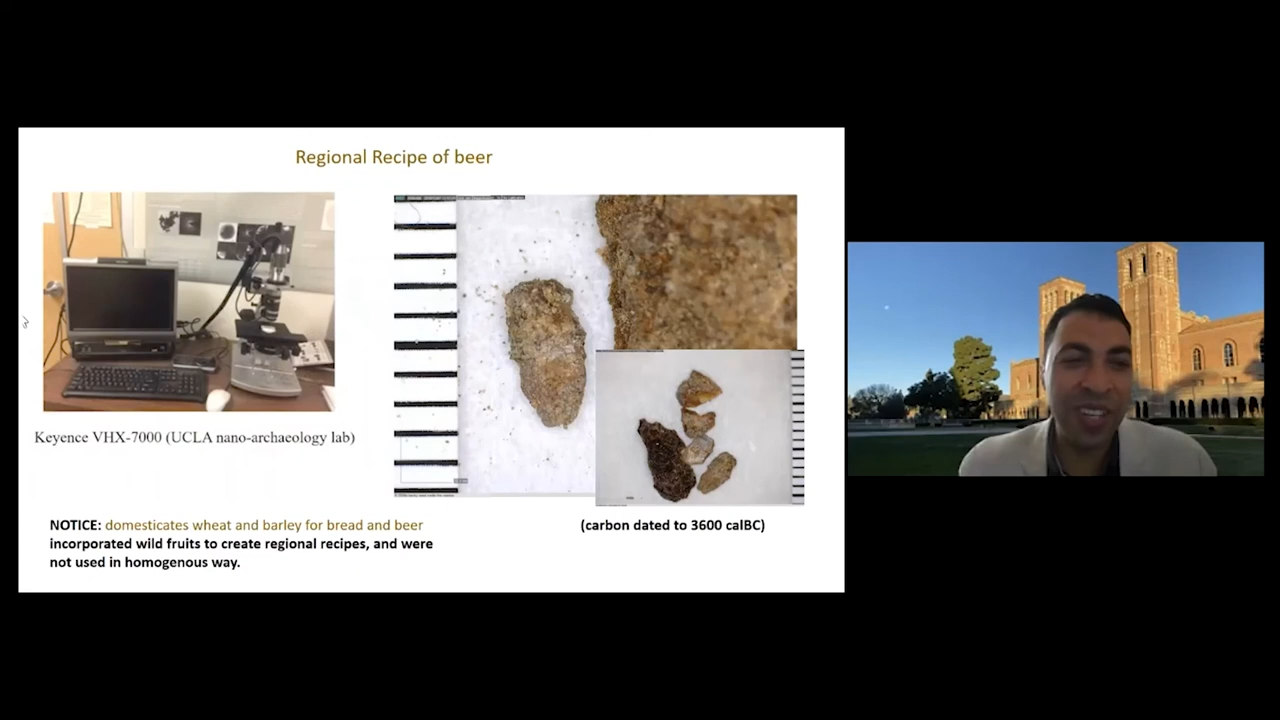 Regional Recipe of beer
Keyence VHX-7000 (UCLA nano-archaeology lab)
NOTICE: domesticates wheat and barley for bread and beer
incorporated wild fruits to create regional recipes, and were
not used in homogenous way.
(carbon dated to 3600 calBC)